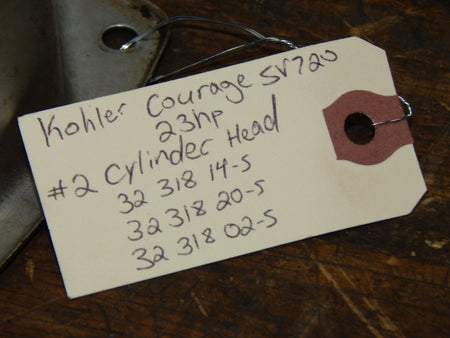 Kohler Courage SV720
23hp
#2 Cylinder Head
32 318 14-S
32 318 20-S
32 318 02-S